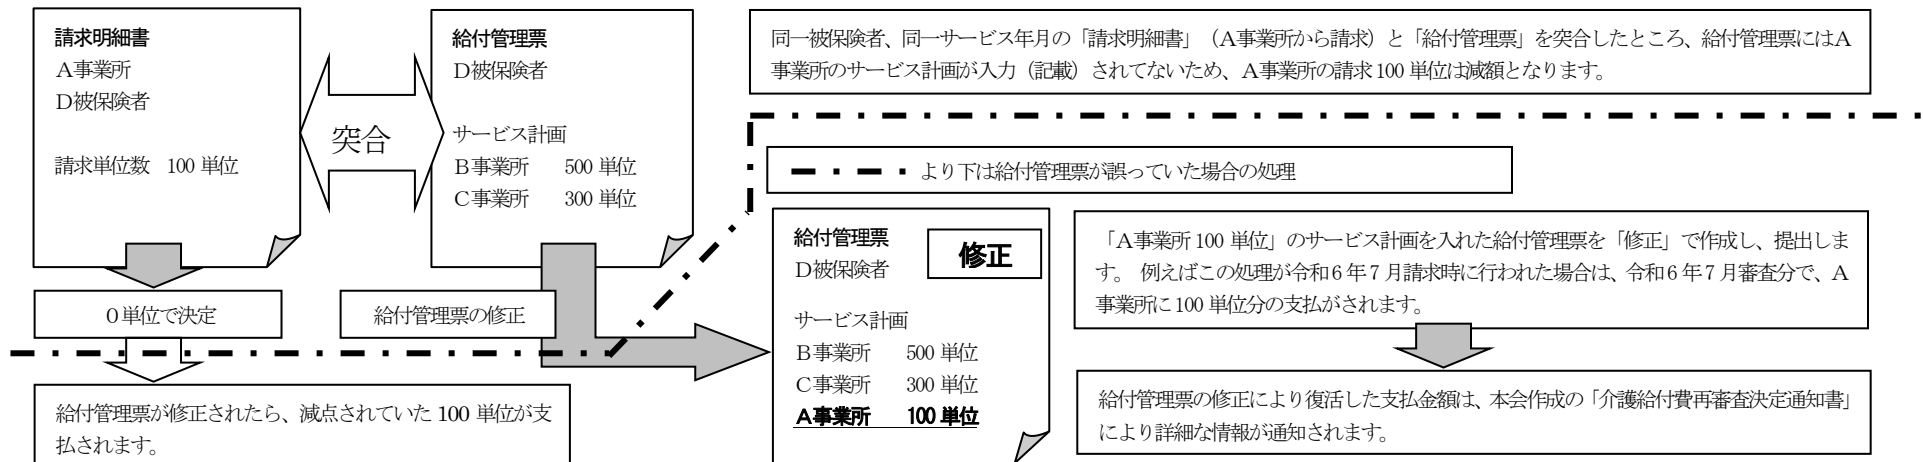 請求明細書
A事業所
D被保険者
請求単位数 100 単位
突合
給付管理票
D被保険者
サービス計画
B事業所 500 単位
C事業所 300 単位
同一被保険者、同一サービス年月の「請求明細書」（A事業所から請求）と「給付管理票」を突合したところ、給付管理票にはA
事業所のサービス計画が入力（記載）されてないため、A事業所の請求100 単位は減額となります。
より下は給付管理票が誤っていた場合の処理
0単位で決定
給付管理票の修正
給付管理票が修正されたら、減点されていた 100 単位が支
払されます。
給付管理票
修正
D被保険者
サービス計画
B事業所 500 単位
C事業所 300 単位
A事業所 100 単位
「A事業所 100 単位」のサービス計画を入れた給付管理票を「修正」で作成し、提出しま
す。 例えばこの処理が令和6年7月請求時に行われた場合は、令和6年7月審査分で、A
事業所に 100 単位分の支払がされます。
給付管理票の修正により復活した支払金額は、本会作成の「介護給付費再審査決定通知書」
により詳細な情報が通知されます。